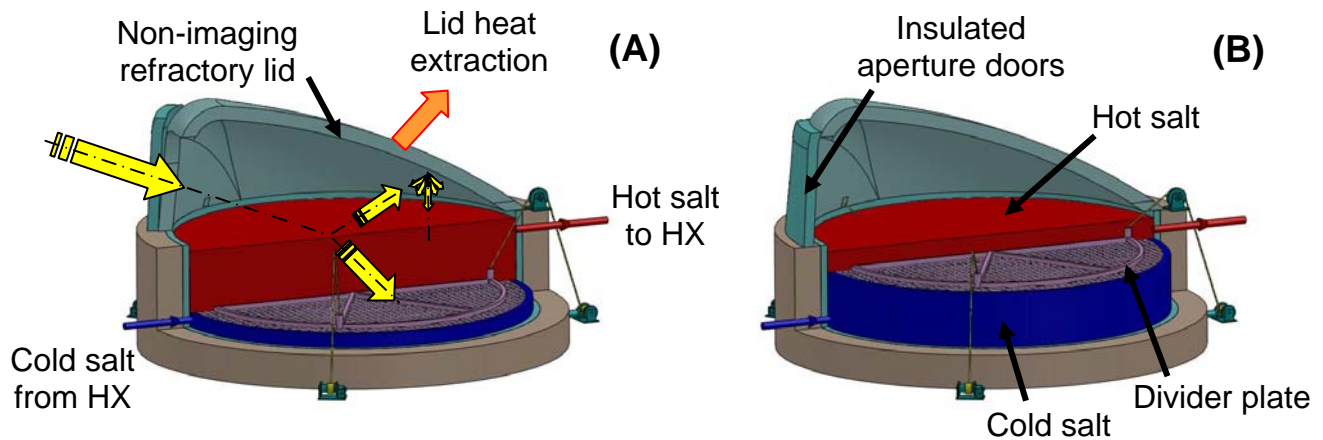 Non-imaging
refractory lid
Lid heat
extraction
(A)
Hot salt
to HX
Cold salt
from HX
Insulated
aperture doors
(B)
Hot salt
Divider plate
Cold salt